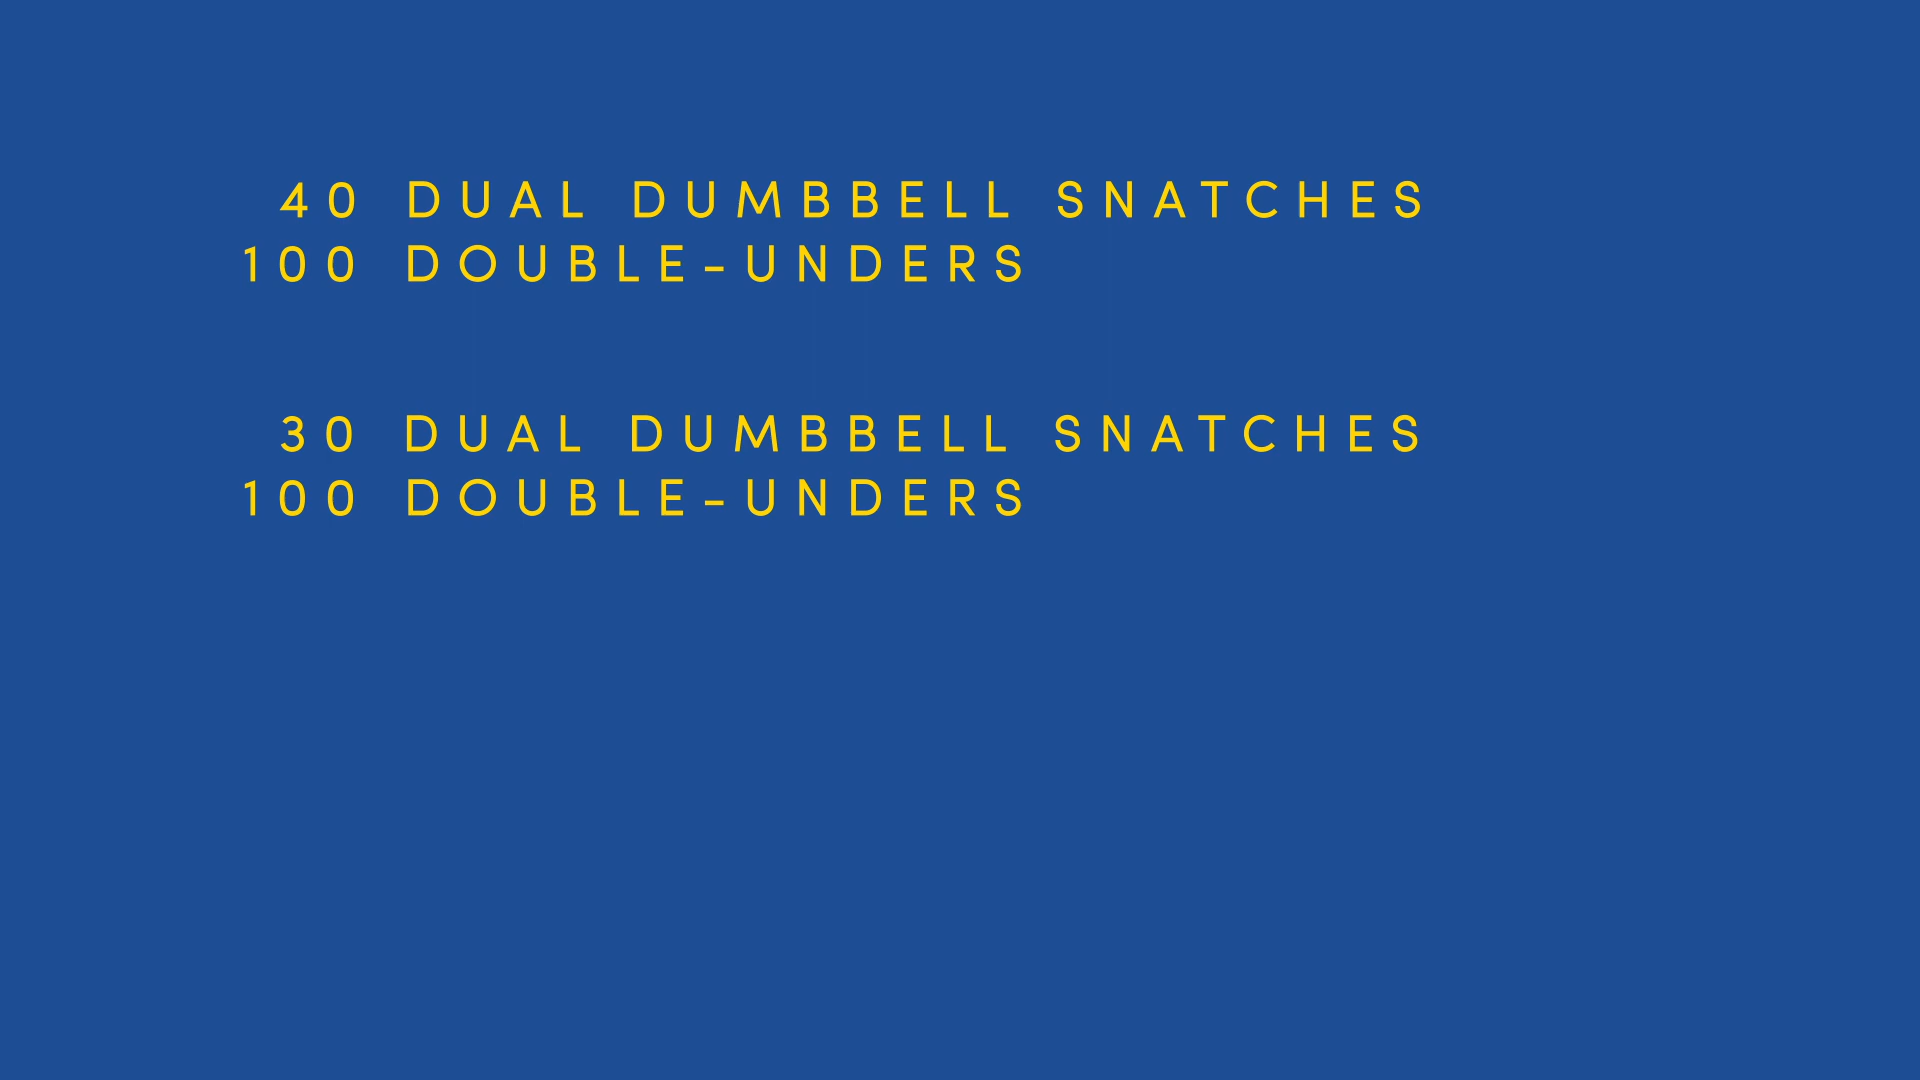 40 DUAL DUMBBELL SNATCHES
100 DOUBLE-UNDERS
30 DUAL DUMBBELL SNATCHES
100 DOUBLE-UNDERS